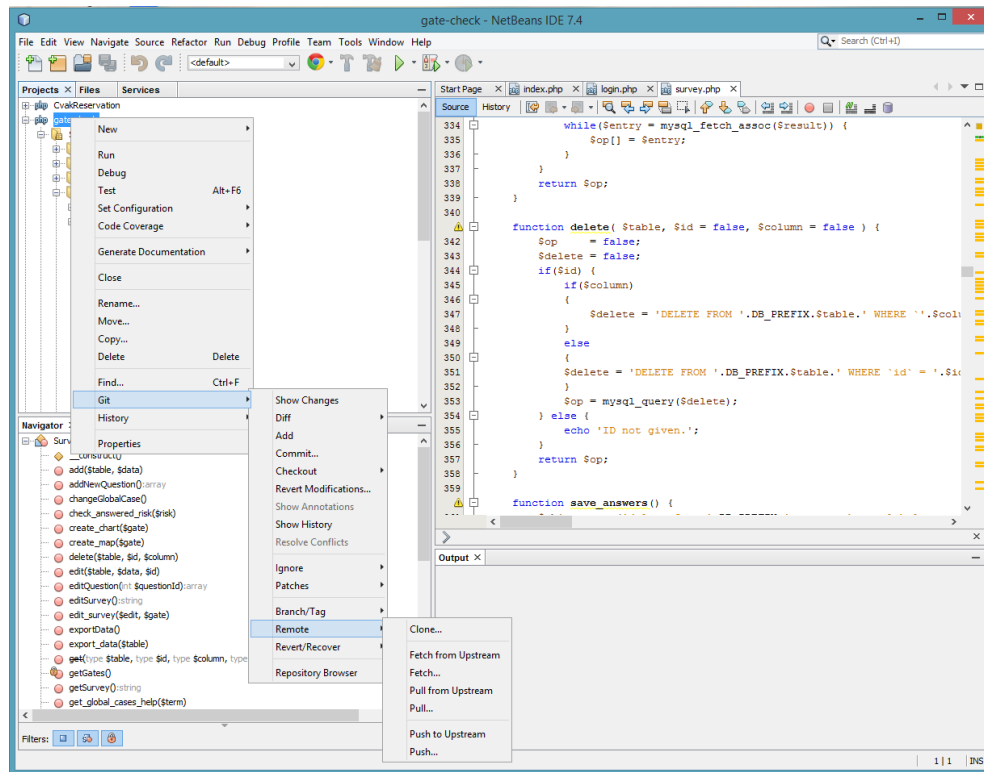 gate-check - NetBeans IDE 7.4
File Edit View Navigate Source Refactor Run Debug Profile Team Tools Window Help
Search (Ctrl+I)
<default>
Projects Files Services
CvakReservation
New
Run
Debug
Test Alt+F6
Set Configuration
Code Coverage
Generate Documentation
Close
Rename...
Move...
Copy...
Delete Delete
Find... Ctrl+F
Git
History
Properties
Show Changes
Diff
Add
Commit...
Checkout
Revert Modifications...
Show Annotations
Show History
Resolve Conflicts
Ignore
Patches
Branch/Tag
Remote
Revert/Recover
Repository Browser
Clone...
Fetch from Upstream
Fetch...
Pull from Upstream
Pull...
Push to Upstream
Push...
Navigator
__construct()
add($table, $data)
addNewQuestion():array
changeGlobalCase()
check_answered_risk($risk)
create_chart($gate)
create_map($gate)
delete($table, $id, $column)
edit($table, $data, $id)
editQuestion(int $questionId):array
editSurvey():string
edit_survey($edit, $gate)
exportData()
export_data($table)
get(type $table, type $id, type $column, type
getGates()
getSurvey():string
get_global_cases_help($term)
Filters:
Start Page index.php login.php survey.php
Source History
334 while($entry = mysql_fetch_assoc($result)) {
335 $op[] = $entry;
336 }
337 }
338 return $op;
339 }
340
function delete( $table, $id = false, $column = false ) {
342 $op = false;
343 $delete = false;
344 if($id) {
345 if($column)
346 {
347 $delete = 'DELETE FROM '.DB_PREFIX.$table.' WHERE `'.$colu
348 }
349 else
350 {
351 $delete = 'DELETE FROM '.DB_PREFIX.$table.' WHERE `id` = '.$id
352 }
353 $op = mysql_query($delete);
354 } else {
355 echo 'ID not given.';
356 }
357 return $op;
358 }
359
function save_answers() {
Output
1|1 INS